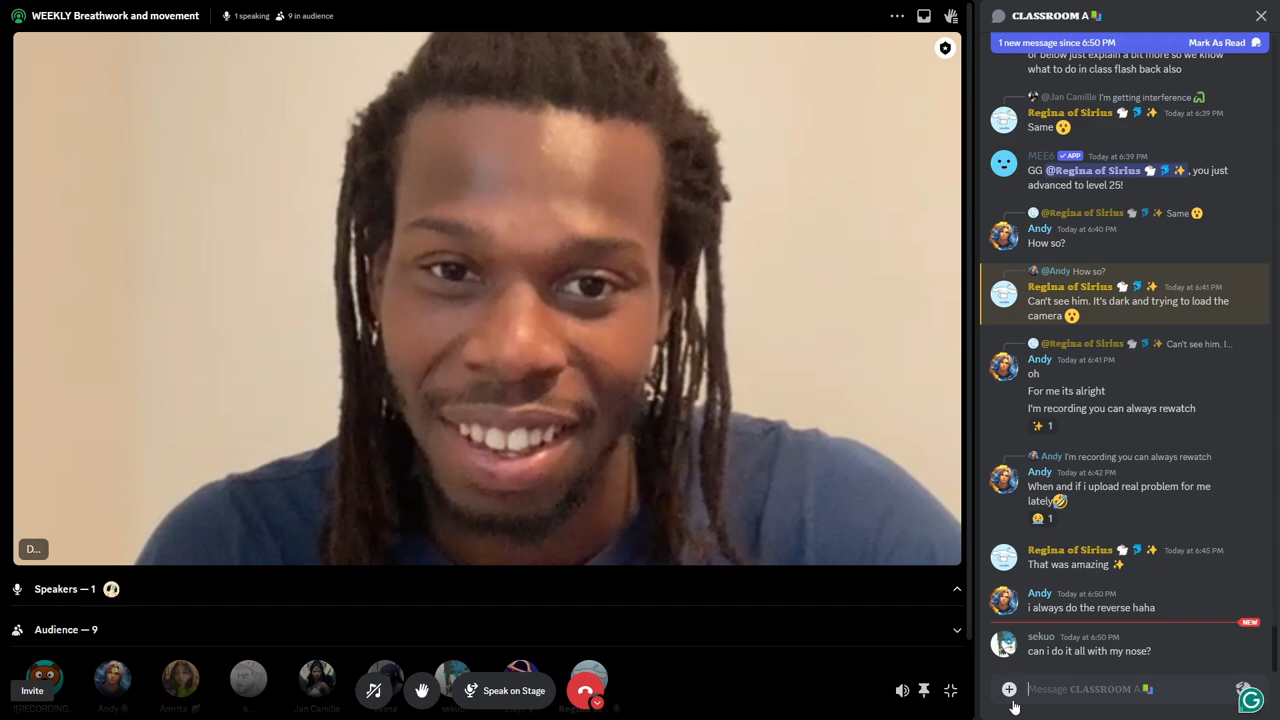 WEEKLY Breathwork and movement
1 speaking
9 in audience
D...
Speakers — 1
Audience — 9
Andy
Amrita
k...
Jan Camille
sekuo
Invite
Speak on Stage
CLASSROOM A
1 new message since 6:50 PM
Mark As Read
or below just explain a bit more so we know
what to do in class flash back also
@Jan Camille I'm getting interference
Regina of Sirius Today at 6:39 PM
Same 😮
MEE6 ✓ APP Today at 6:39 PM
GG @Regina of Sirius, you just
advanced to level 25!
@Regina of Sirius Same 😮
Andy Today at 6:40 PM
How so?
@Andy How so?
Regina of Sirius Today at 6:41 PM
Can't see him. It's dark and trying to load the
camera 😮
@Regina of Sirius Can't see him. I...
Andy Today at 6:41 PM
oh
For me its alright
I'm recording you can always rewatch
✨ 1
Andy I'm recording you can always rewatch
Andy Today at 6:42 PM
When and if i upload real problem for me
lately🤣
😭 1
Regina of Sirius Today at 6:45 PM
That was amazing ✨
Andy Today at 6:50 PM
i always do the reverse haha
NEW
sekuo Today at 6:50 PM
can i do it all with my nose?
Message CLASSROOM A